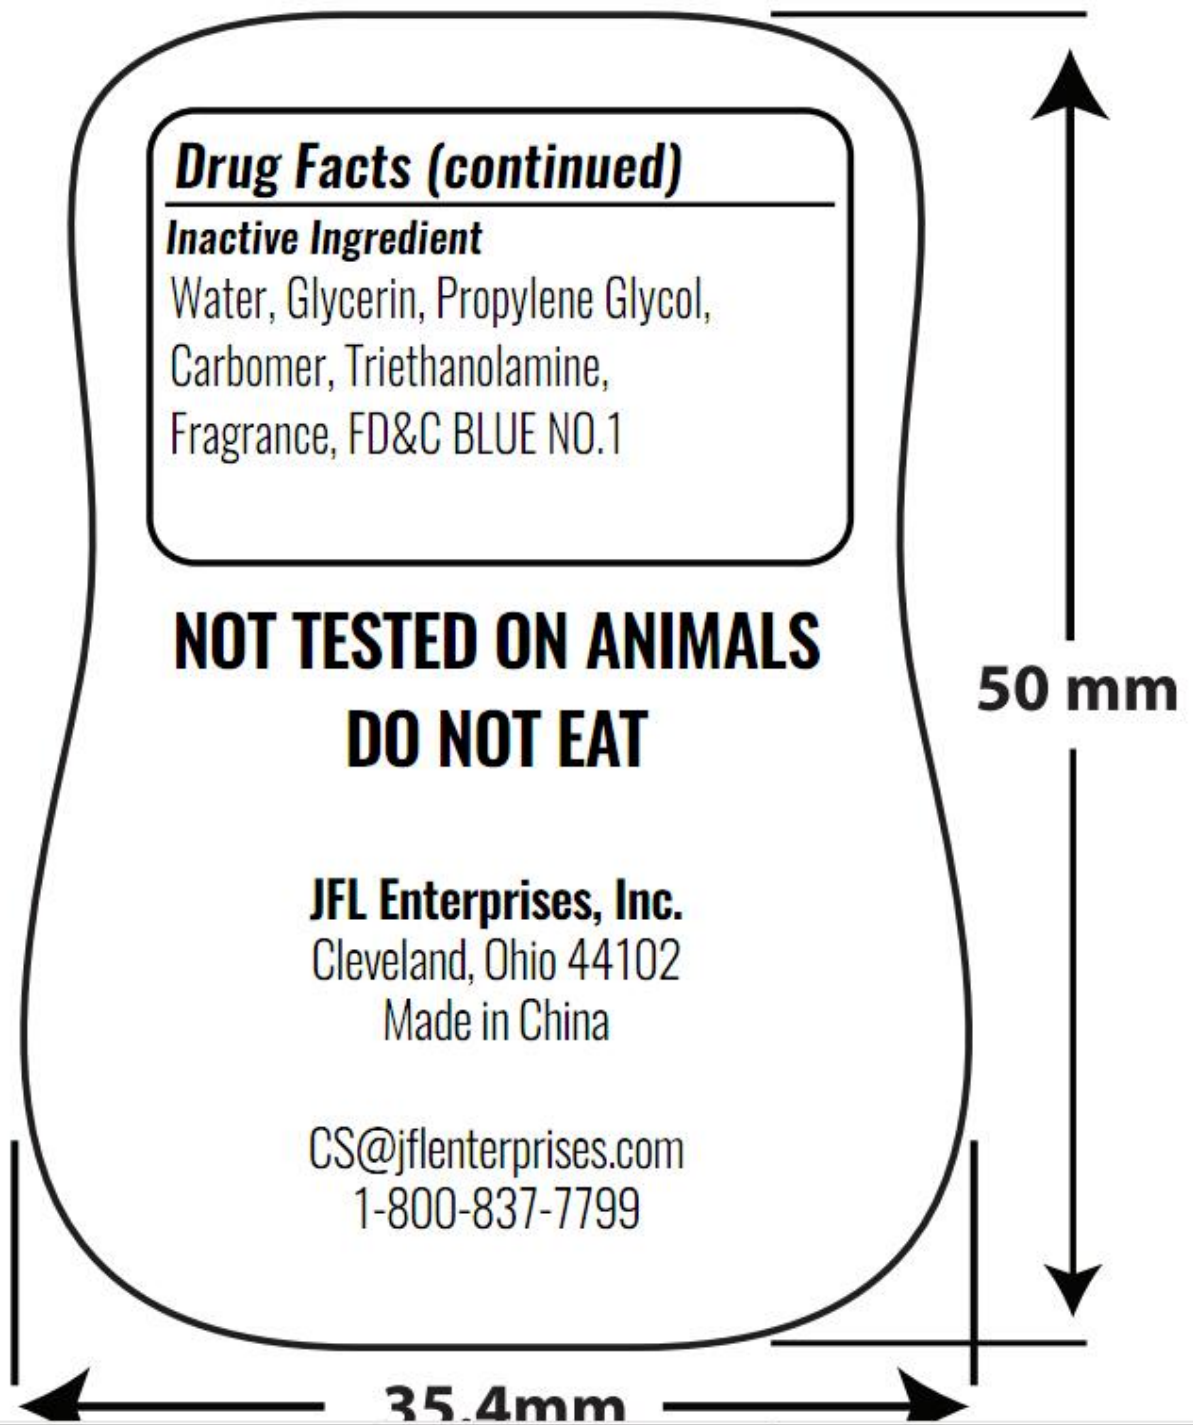 Drug Facts (continued)
Inactive Ingredient
Water, Glycerin, Propylene Glycol,
Carbomer, Triethanolamine,
Fragrance, FD&C BLUE NO.1
NOT TESTED ON ANIMALS
DO NOT EAT
JFL Enterprises, Inc.
Cleveland, Ohio 44102
Made in China
CS@jflenterprises.com
1-800-837-7799
50 mm
35.4mm